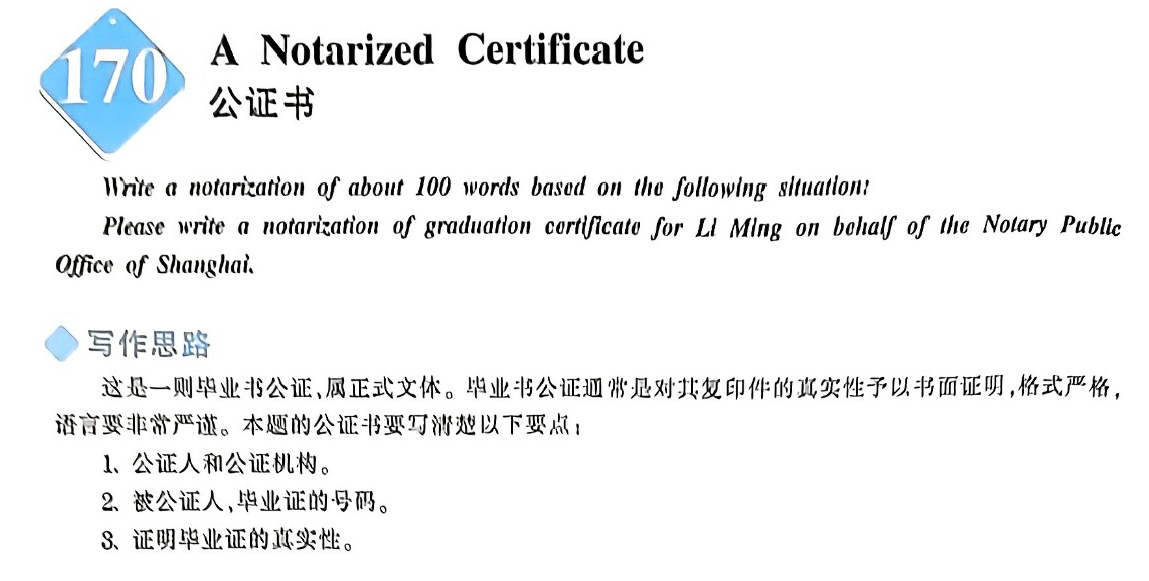 170
A Notarized Certificate
公证书
Write a notarization of about 100 words based on the following situation:
Please write a notarization of graduation certificate for Li Ming on behalf of the Notary Public
Office of Shanghai.
写作思路
这是一则毕业书公证,属正式文体。毕业书公证通常是对其复印件的真实性予以书面证明,格式严格,
语言要非常严谨。本题的公证书要写清楚以下要点:
1、公证人和公证机构。
2、被公证人,毕业证的号码。
3、证明毕业证的真实性。